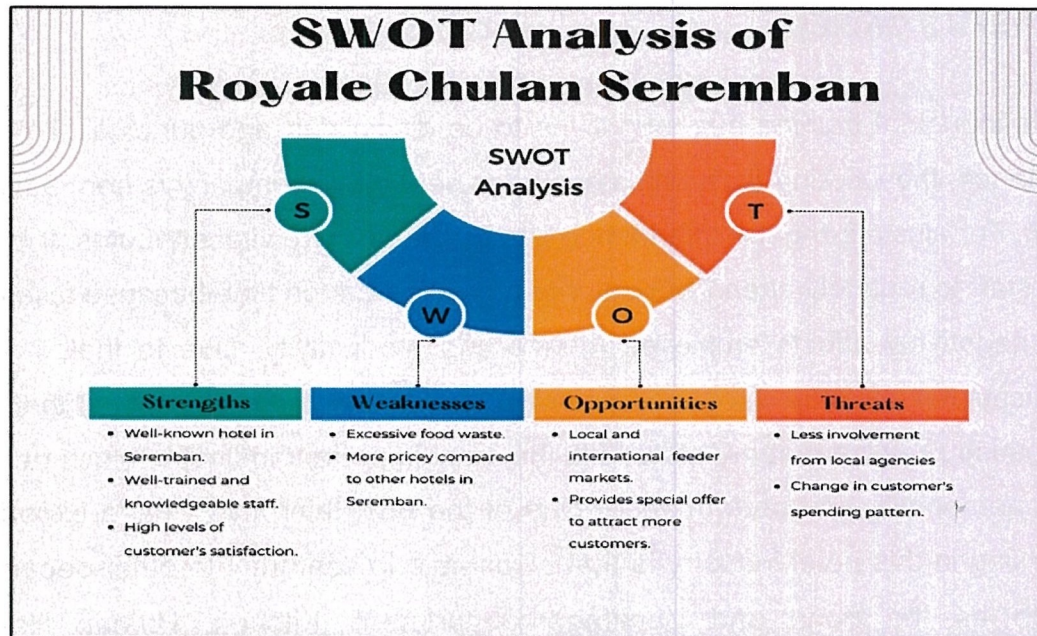 SWOT Analysis of
Royale Chulan Seremban
SWOT
Analysis
S
T
W
O
Strengths
• Well-known hotel in
Seremban.
• Well-trained and
knowledgeable staff.
• High levels of
customer's satisfaction.
Weaknesses
• Excessive food waste.
• More pricey compared
to other hotels in
Seremban.
Opportunities
• Local and
international feeder
markets.
• Provides special offer
to attract more
customers.
Threats
• Less involvement
from local agencies
• Change in customer's
spending pattern.